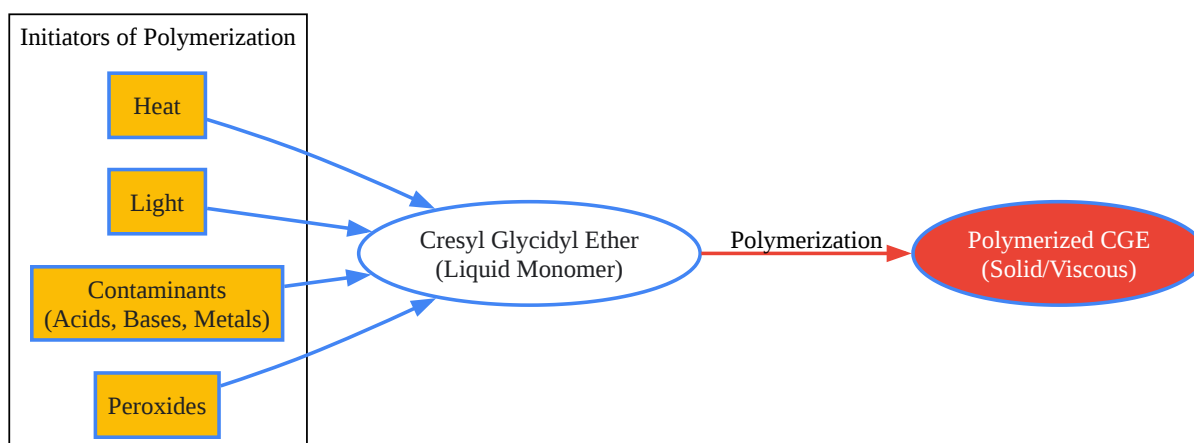 Initiators of Polymerization
Heat
Light
Contaminants
(Acids, Bases, Metals)
Peroxides
Cresyl Glycidyl Ether
(Liquid Monomer)
Polymerization
Polymerized CGE
(Solid/Viscous)